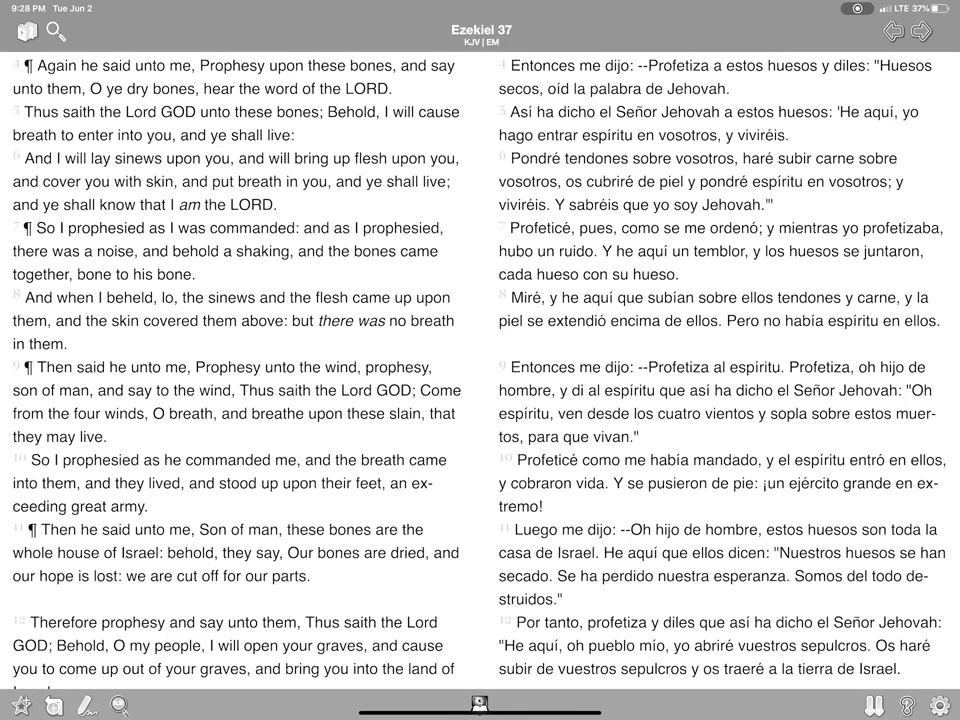 9:28 PM Tue Jun 2
LTE 37%
Ezekiel 37
KJV | EM
4 ¶ Again he said unto me, Prophesy upon these bones, and say
unto them, O ye dry bones, hear the word of the LORD.
5 Thus saith the Lord GOD unto these bones; Behold, I will cause
breath to enter into you, and ye shall live:
6 And I will lay sinews upon you, and will bring up flesh upon you,
and cover you with skin, and put breath in you, and ye shall live;
and ye shall know that I am the LORD.
7 ¶ So I prophesied as I was commanded: and as I prophesied,
there was a noise, and behold a shaking, and the bones came
together, bone to his bone.
8 And when I beheld, lo, the sinews and the flesh came up upon
them, and the skin covered them above: but there was no breath
in them.
9 ¶ Then said he unto me, Prophesy unto the wind, prophesy,
son of man, and say to the wind, Thus saith the Lord GOD; Come
from the four winds, O breath, and breathe upon these slain, that
they may live.
10 So I prophesied as he commanded me, and the breath came
into them, and they lived, and stood up upon their feet, an ex-
ceeding great army.
11 ¶ Then he said unto me, Son of man, these bones are the
whole house of Israel: behold, they say, Our bones are dried, and
our hope is lost: we are cut off for our parts.
12 Therefore prophesy and say unto them, Thus saith the Lord
GOD; Behold, O my people, I will open your graves, and cause
you to come up out of your graves, and bring you into the land of
4 Entonces me dijo: --Profetiza a estos huesos y diles: "Huesos
secos, oíd la palabra de Jehovah.
5 Así ha dicho el Señor Jehovah a estos huesos: 'He aquí, yo
hago entrar espíritu en vosotros, y viviréis.
6 Pondré tendones sobre vosotros, haré subir carne sobre
vosotros, os cubriré de piel y pondré espíritu en vosotros; y
viviréis. Y sabréis que yo soy Jehovah.'"
7 Profeticé, pues, como se me ordenó; y mientras yo profetizaba,
hubo un ruido. Y he aquí un temblor, y los huesos se juntaron,
cada hueso con su hueso.
8 Miré, y he aquí que subían sobre ellos tendones y carne, y la
piel se extendió encima de ellos. Pero no había espíritu en ellos.
9 Entonces me dijo: --Profetiza al espíritu. Profetiza, oh hijo de
hombre, y di al espíritu que así ha dicho el Señor Jehovah: "Oh
espíritu, ven desde los cuatro vientos y sopla sobre estos muer-
tos, para que vivan."
10 Profeticé como me había mandado, y el espíritu entró en ellos,
y cobraron vida. Y se pusieron de pie: ¡un ejército grande en ex-
tremo!
11 Luego me dijo: --Oh hijo de hombre, estos huesos son toda la
casa de Israel. He aquí que ellos dicen: "Nuestros huesos se han
secado. Se ha perdido nuestra esperanza. Somos del todo de-
struidos."
12 Por tanto, profetiza y diles que así ha dicho el Señor Jehovah:
"He aquí, oh pueblo mío, yo abriré vuestros sepulcros. Os haré
subir de vuestros sepulcros y os traeré a la tierra de Israel.